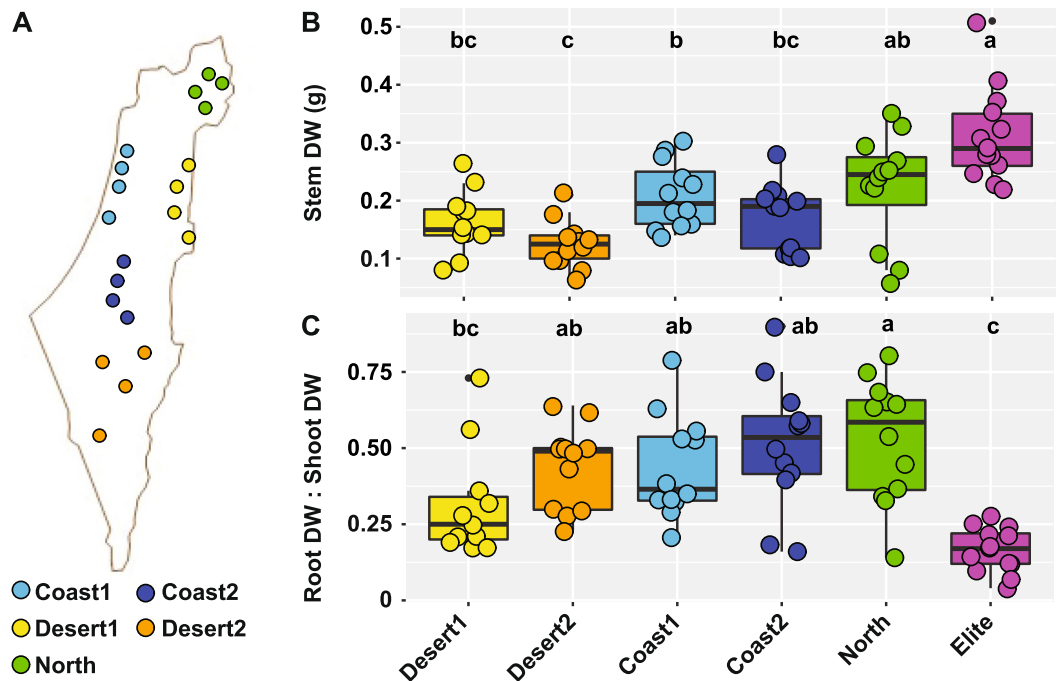 A
Coast1
Coast2
Desert1
Desert2
North
B
Stem DW (g)
0.5
0.4
0.3
0.2
0.1
bc
c
b
bc
ab
a
C
Root DW : Shoot DW
0.75
0.50
0.25
0
bc
ab
ab
ab
a
c
Desert1
Desert2
Coast1
Coast2
North
Elite